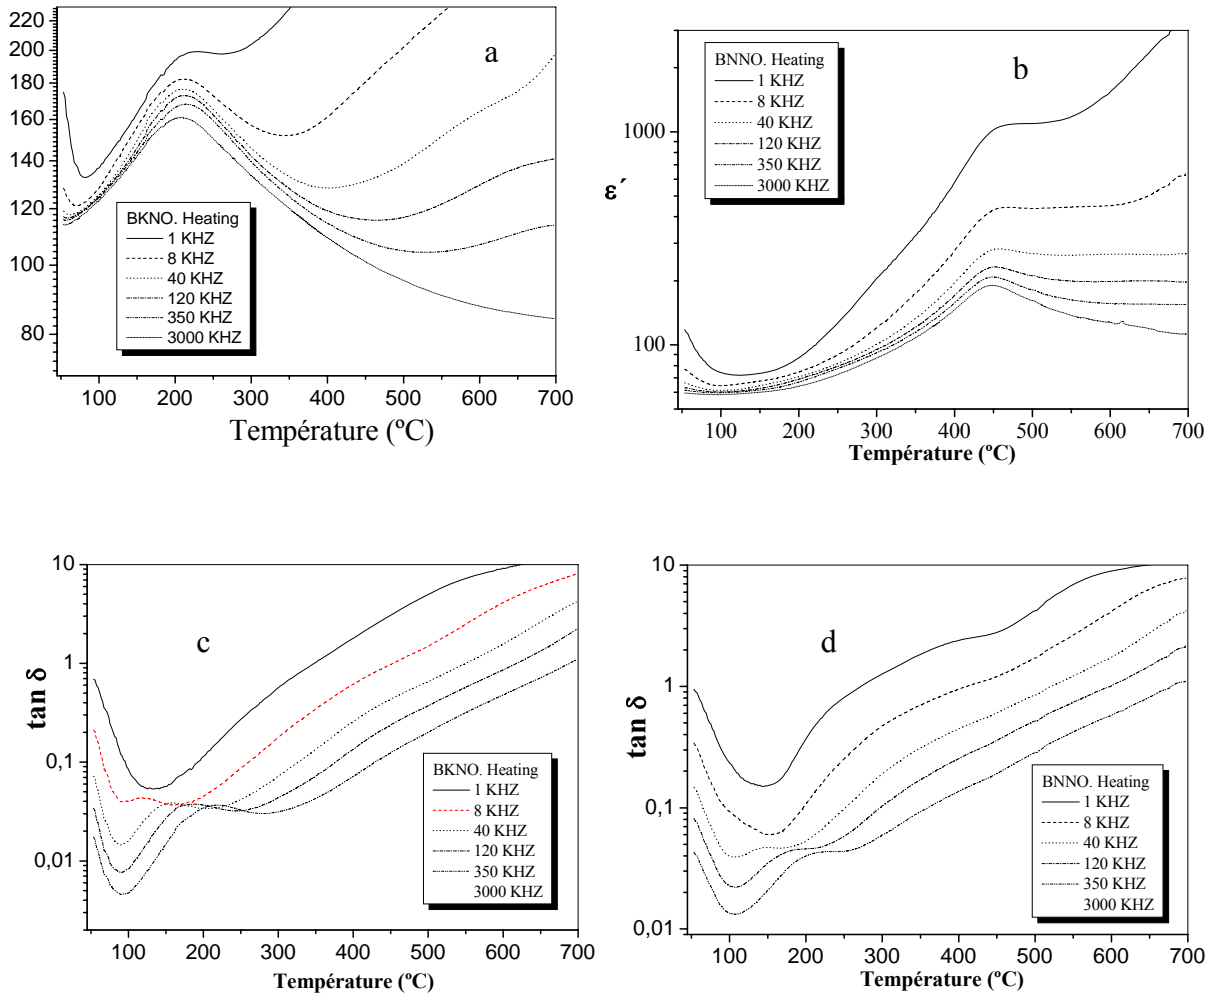 220
200
180
160
140
120
100
80
a
BKNO. Heating
1 KHZ
8 KHZ
40 KHZ
120 KHZ
350 KHZ
3000 KHZ
100 200 300 400 500 600 700
Température (ºC)
ε´
1000
100
b
BNNO. Heating
1 KHZ
8 KHZ
40 KHZ
120 KHZ
350 KHZ
3000 KHZ
100 200 300 400 500 600 700
Température (ºC)
tan δ
10
1
0,1
0,01
c
BKNO. Heating
1 KHZ
8 KHZ
40 KHZ
120 KHZ
350 KHZ
3000 KHZ
100 200 300 400 500 600 700
Température (ºC)
tan δ
10
1
0,1
0,01
d
BNNO. Heating
1 KHZ
8 KHZ
40 KHZ
120 KHZ
350 KHZ
3000 KHZ
100 200 300 400 500 600 700
Température (ºC)